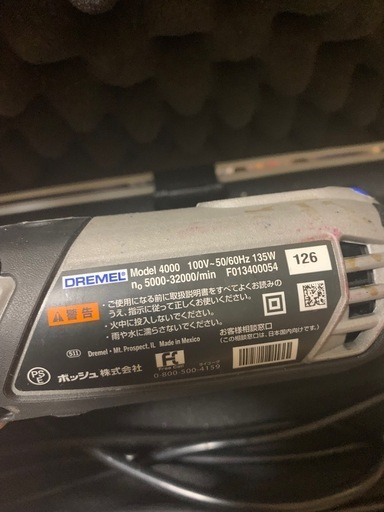 DREMEL Model 4000 100V~50/60Hz 135W
n₀ 5000-32000/min F013400054
126
警告
・ご使用になる前に取扱説明書をすべてよくお読みの
うえ、指示に従って正しくお使いください。
・火中に投入しないでください。
・雨や水に濡らさないでください。
お客様相談窓口
(この相談窓口は、日本国内向けです。)
511 Dremel - Mt. Prospect, IL Made in Mexico
PSE ボッシュ株式会社
Free Dial
0-800-500-4159